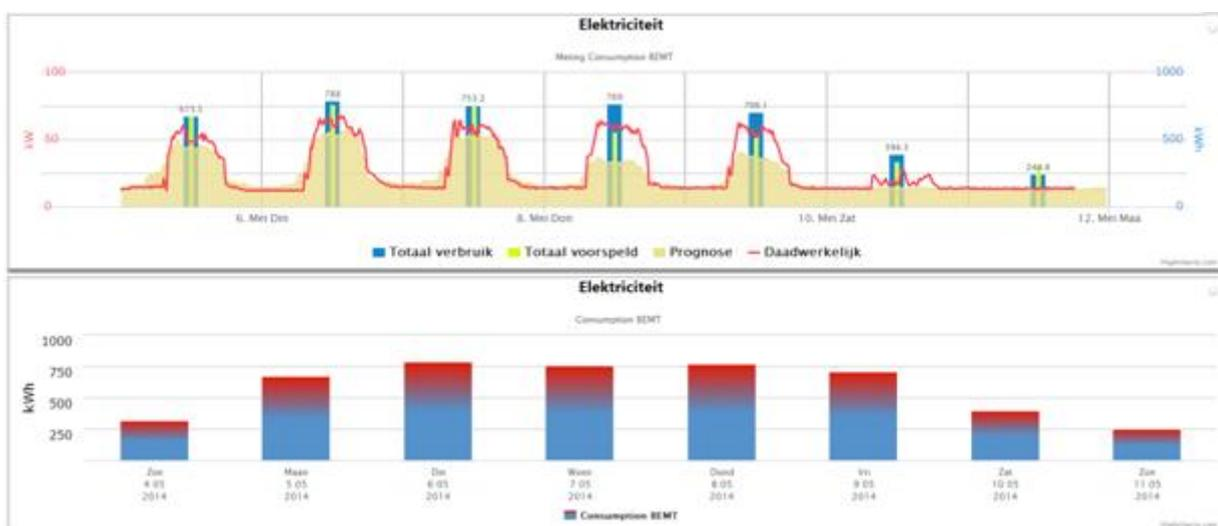 Elektriciteit
Meting Consumption BEMT
100
1000
673.5
788
753.2
769
706.1
394.3
248.8
kW
50
500
kWh
0
0
6. Mei Din
8. Mei Don
10. Mei Zat
12. Mei Maa
Totaal verbruik
Totaal voorspeld
Prognose
Daadwerkelijk
Highcharts.com
Elektriciteit
Consumption BEMT
1000
750
500
250
kWh
Zon
4 05
2014
Maan
5 05
2014
Din
6 05
2014
Woen
7 05
2014
Dond
8 05
2014
Vri
9 05
2014
Zat
10 05
2014
Zon
11 05
2014
Consumption BEMT
Highcharts.com